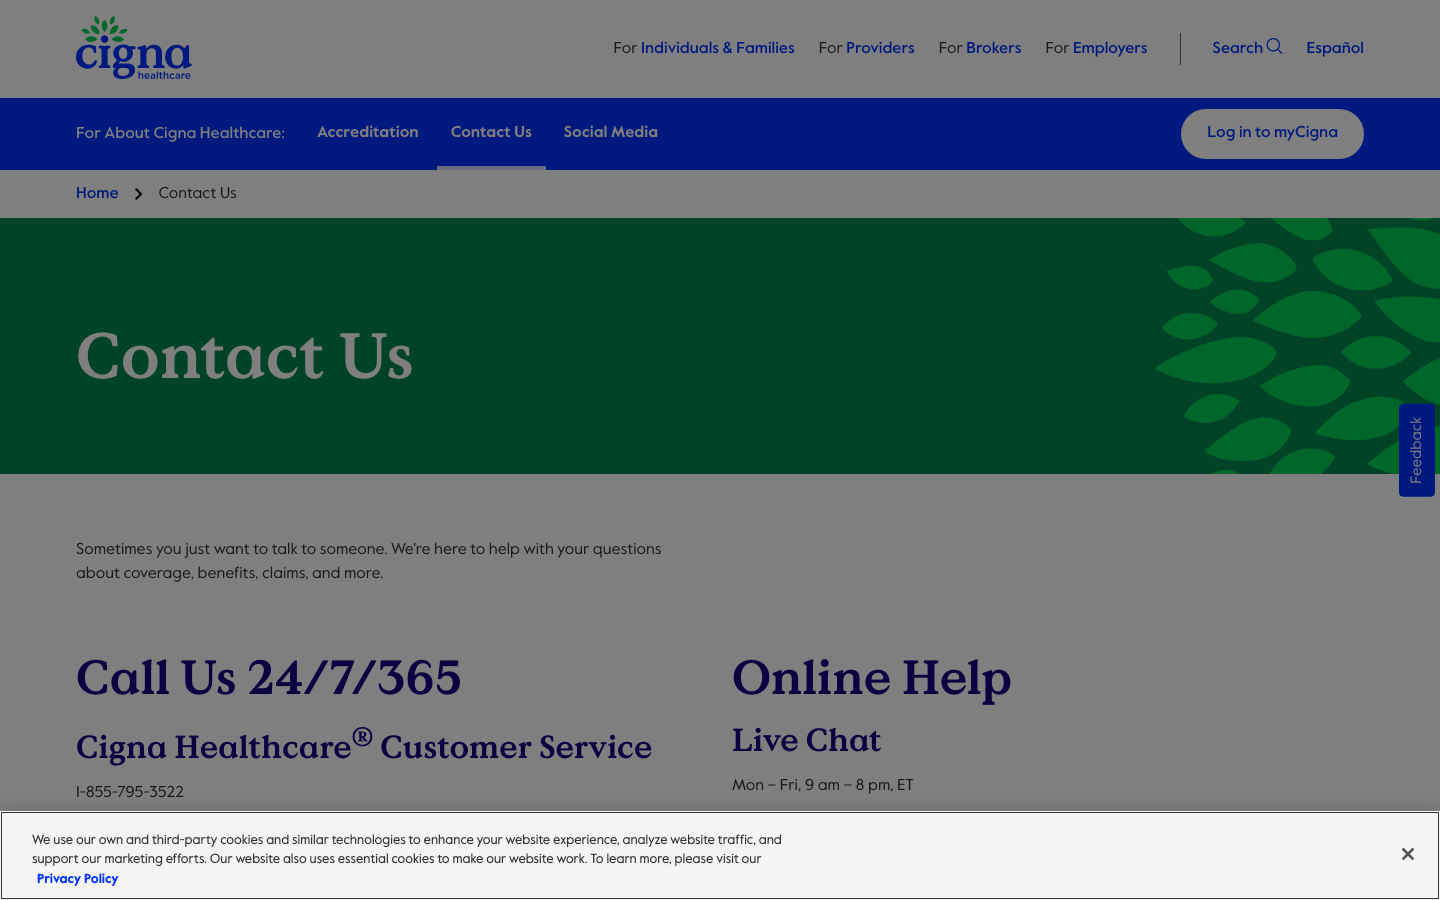 cigna
healthcare
For Individuals & Families
For Providers
For Brokers
For Employers
Search
Español
For About Cigna Healthcare:
Accreditation
Contact Us
Social Media
Log in to myCigna
Home
Contact Us
Contact Us
Feedback
Sometimes you just want to talk to someone. We're here to help with your questions
about coverage, benefits, claims, and more.
Call Us 24/7/365
Cigna Healthcare® Customer Service
1-855-795-3522
Online Help
Live Chat
Mon – Fri, 9 am – 8 pm, ET
We use our own and third-party cookies and similar technologies to enhance your website experience, analyze website traffic, and
support our marketing efforts. Our website also uses essential cookies to make our website work. To learn more, please visit our
Privacy Policy